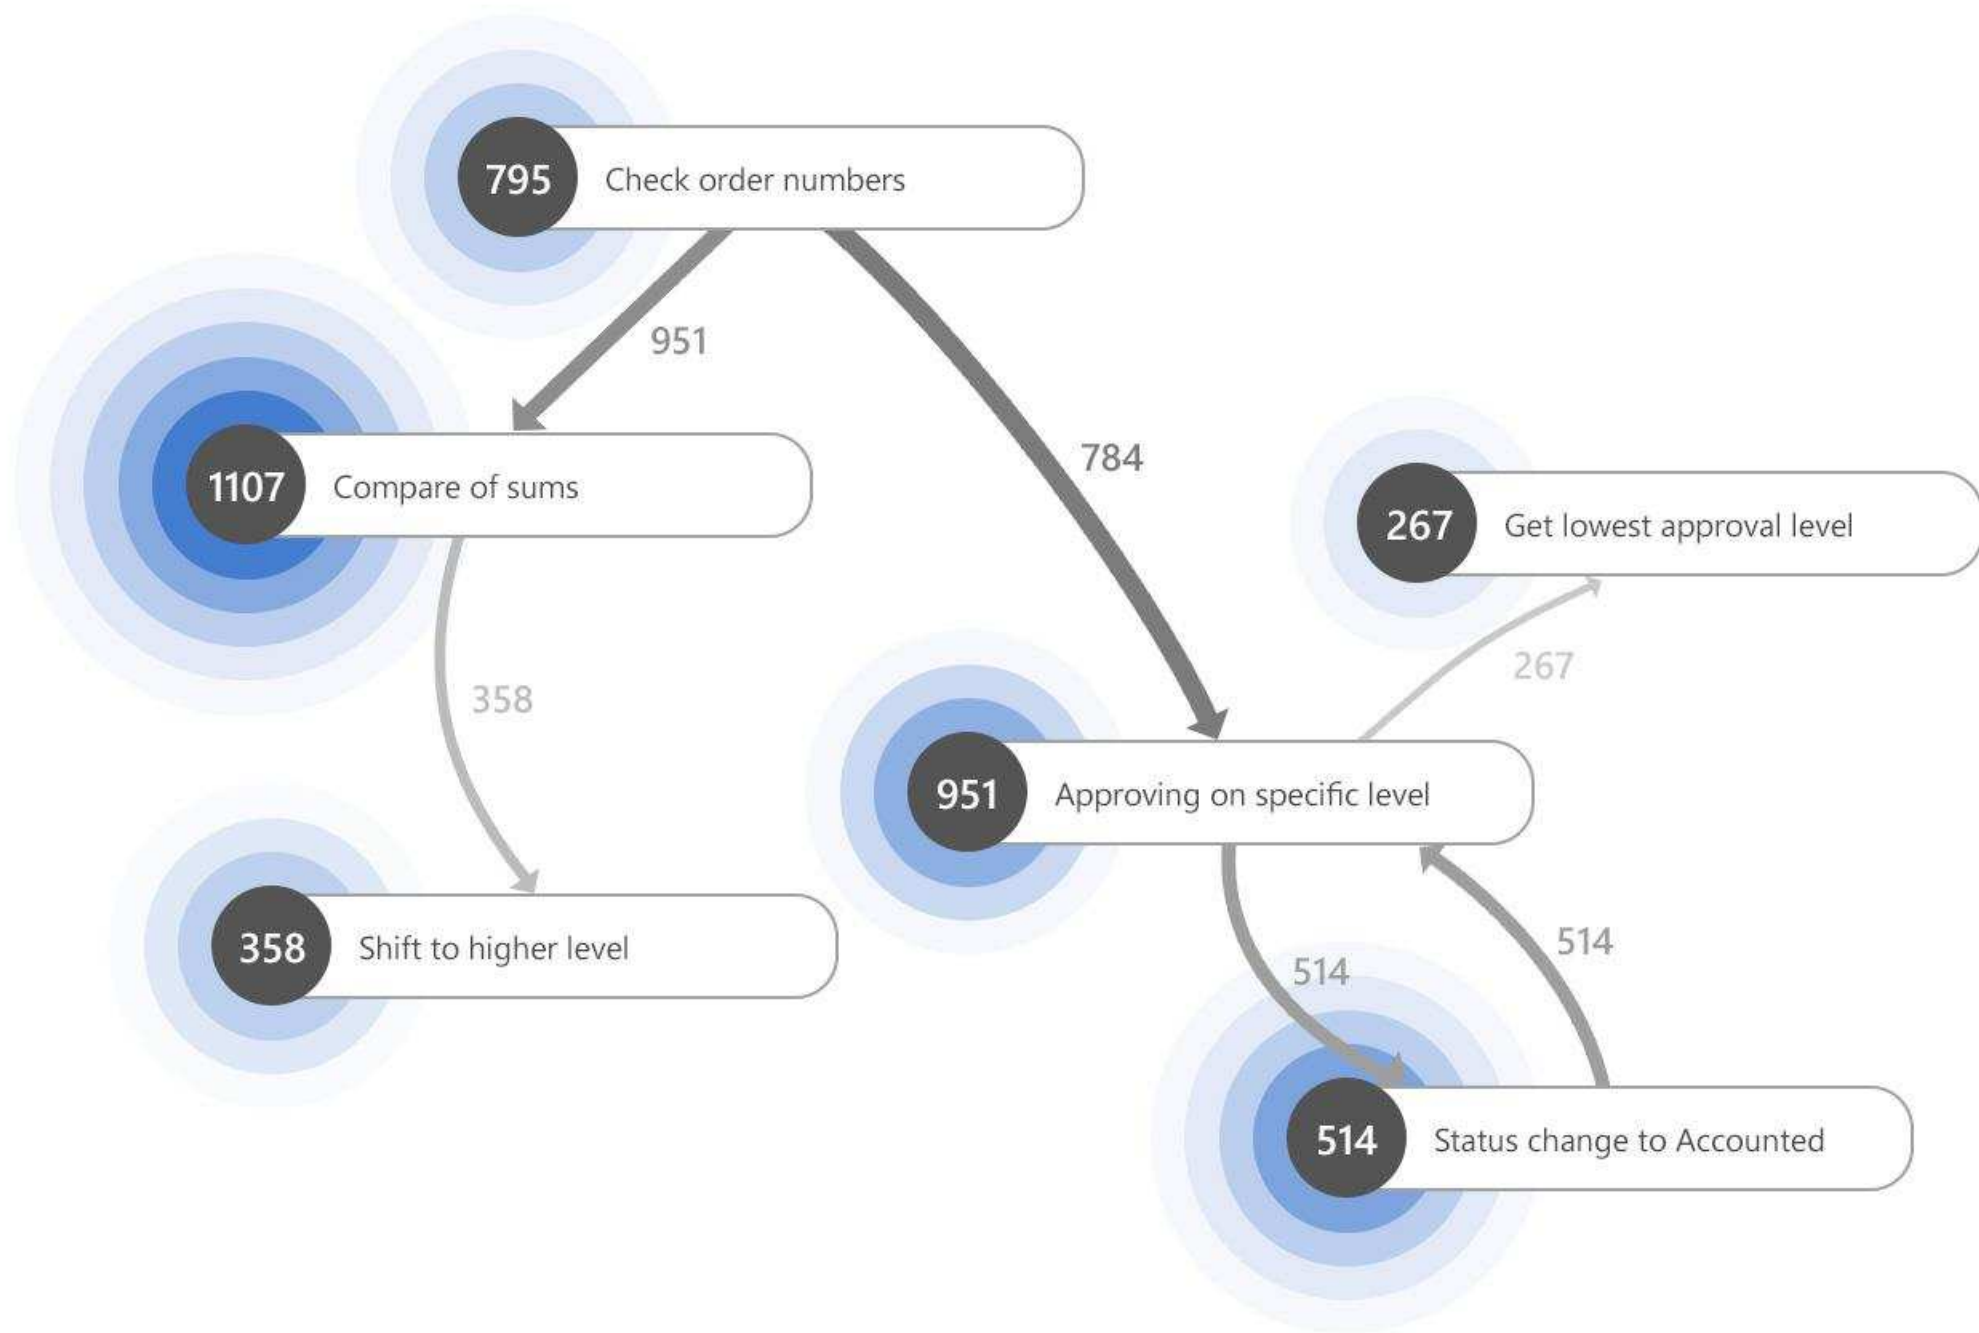 795 Check order numbers
951
1107 Compare of sums
784
267 Get lowest approval level
267
358
951 Approving on specific level
358 Shift to higher level
514
514
514 Status change to Accounted